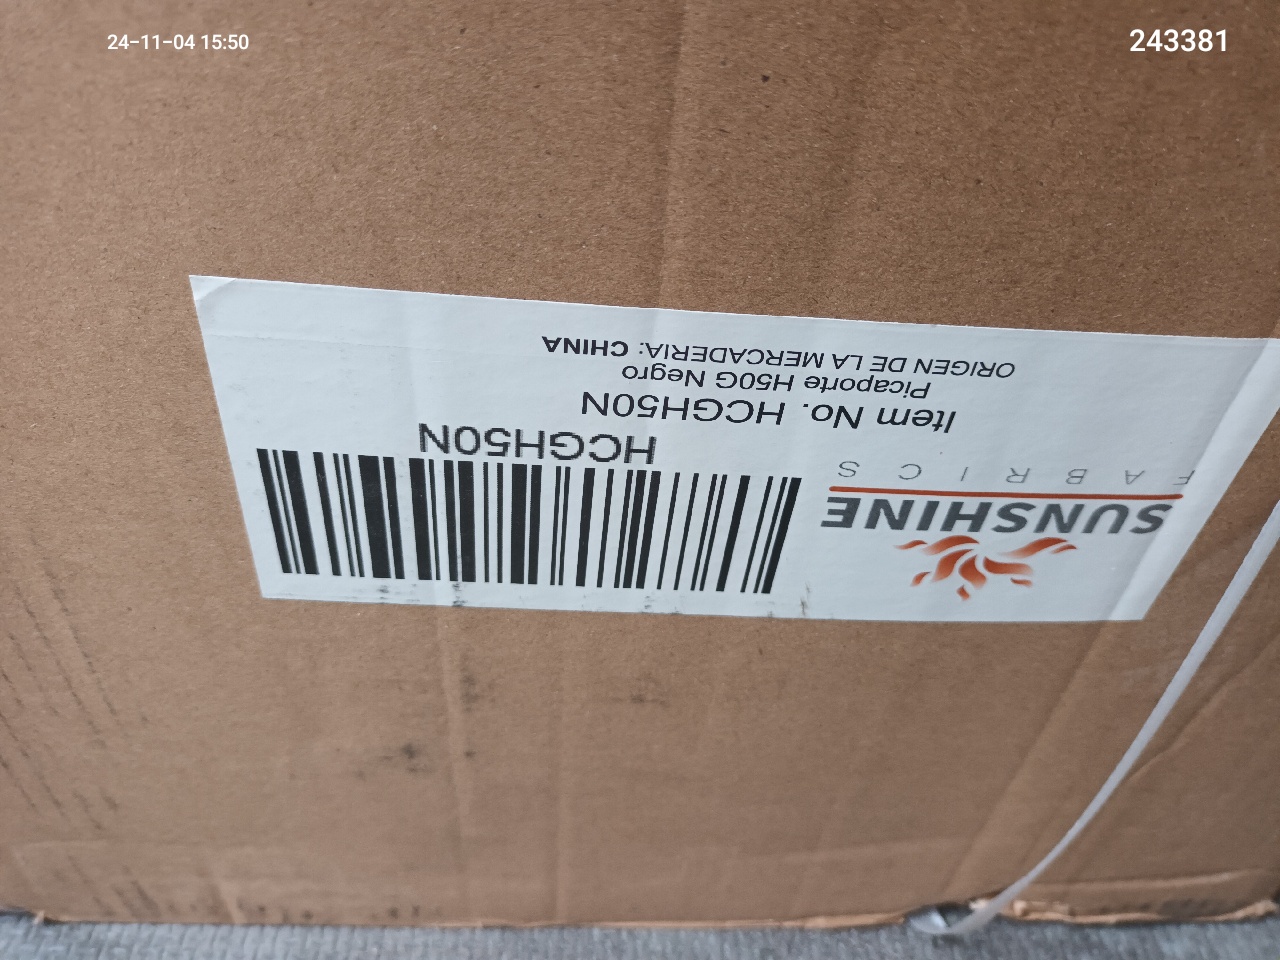 24-11-04 15:50
243381
SUNSHINE
FABRICS
HCGH50N
Item No. HCGH50N
Picaporte H50G Negro
ORIGEN DE LA MERCADERIA: CHINA